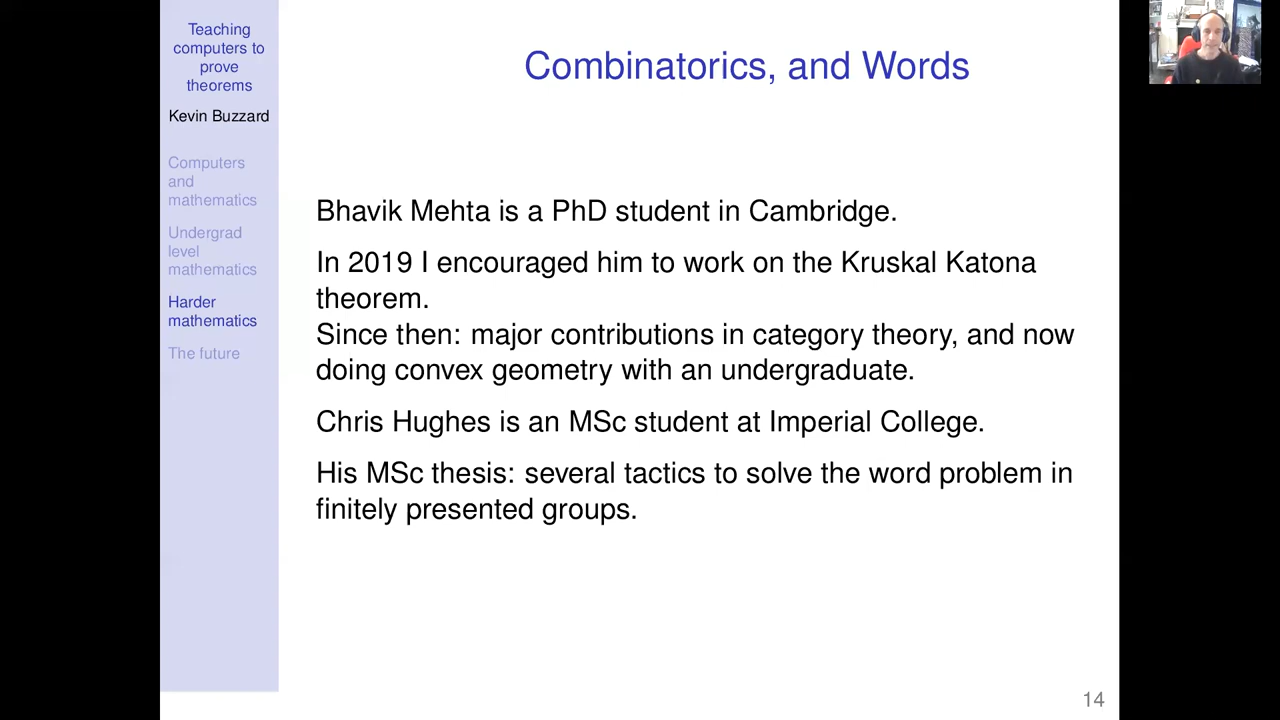 Teaching
computers to
prove
theorems
Kevin Buzzard
Computers
and
mathematics
Undergrad
level
mathematics
Harder
mathematics
The future
Combinatorics, and Words
Bhavik Mehta is a PhD student in Cambridge.
In 2019 I encouraged him to work on the Kruskal Katona
theorem.
Since then: major contributions in category theory, and now
doing convex geometry with an undergraduate.
Chris Hughes is an MSc student at Imperial College.
His MSc thesis: several tactics to solve the word problem in
finitely presented groups.
14